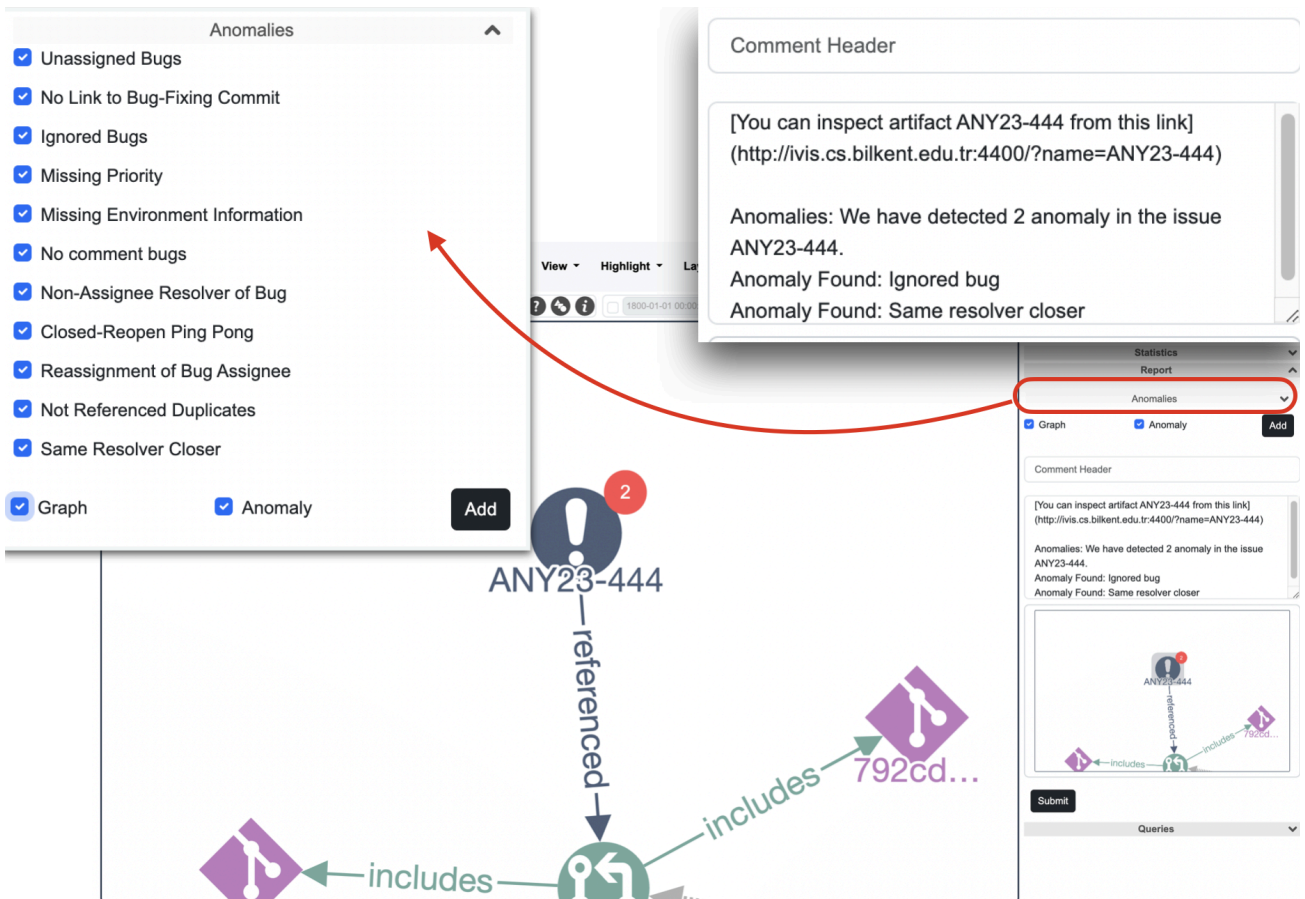 Anomalies
Unassigned Bugs
No Link to Bug-Fixing Commit
Ignored Bugs
Missing Priority
Missing Environment Information
No comment bugs
Non-Assignee Resolver of Bug
Closed-Reopen Ping Pong
Reassignment of Bug Assignee
Not Referenced Duplicates
Same Resolver Closer
Graph
Anomaly
Add
Comment Header
[You can inspect artifact ANY23-444 from this link]
(http://ivis.cs.bilkent.edu.tr:4400/?name=ANY23-444)
Anomalies: We have detected 2 anomaly in the issue
ANY23-444.
Anomaly Found: Ignored bug
Anomaly Found: Same resolver closer
View
Highlight
1800-01-01 00:00
2
ANY23-444
referenced
includes
792cd...
includes
Statistics
Report
Anomalies
Graph
Anomaly
Add
Comment Header
[You can inspect artifact ANY23-444 from this link]
(http://ivis.cs.bilkent.edu.tr:4400/?name=ANY23-444)
Anomalies: We have detected 2 anomaly in the issue
ANY23-444.
Anomaly Found: Ignored bug
Anomaly Found: Same resolver closer
2
ANY23-444
referenced
includes
792cd...
includes
Submit
Queries